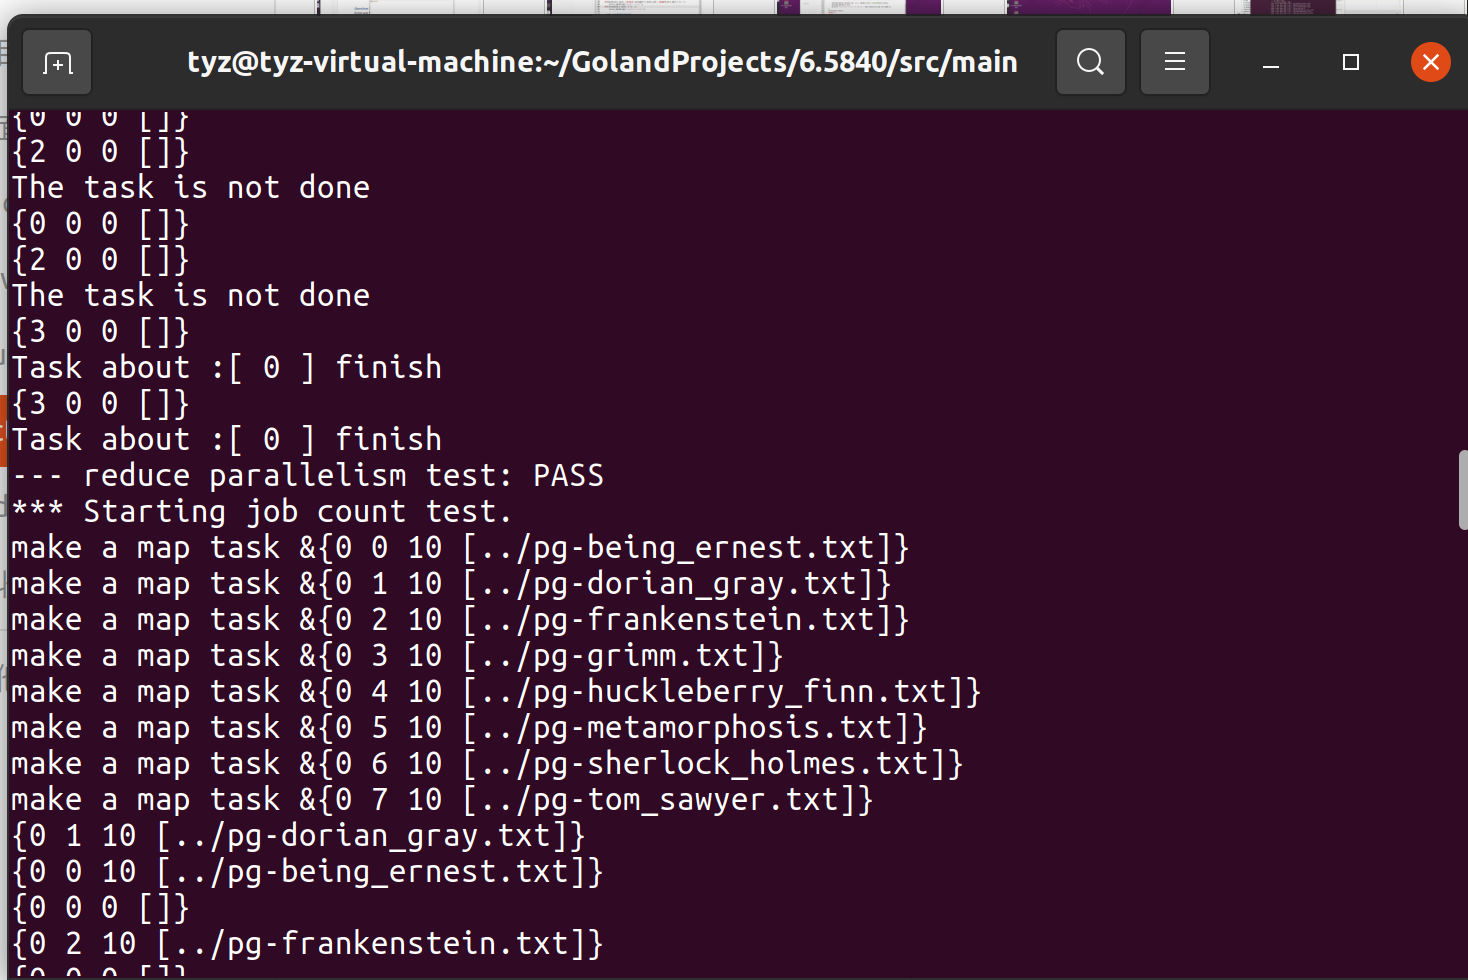 tyz@tyz-virtual-machine:~/GolandProjects/6.5840/src/main
{0 0 0 []}
{2 0 0 []}
The task is not done
{0 0 0 []}
{2 0 0 []}
The task is not done
{3 0 0 []}
Task about :[ 0 ] finish
{3 0 0 []}
Task about :[ 0 ] finish
--- reduce parallelism test: PASS
*** Starting job count test.
make a map task &{0 0 10 [../pg-being_ernest.txt]}
make a map task &{0 1 10 [../pg-dorian_gray.txt]}
make a map task &{0 2 10 [../pg-frankenstein.txt]}
make a map task &{0 3 10 [../pg-grimm.txt]}
make a map task &{0 4 10 [../pg-huckleberry_finn.txt]}
make a map task &{0 5 10 [../pg-metamorphosis.txt]}
make a map task &{0 6 10 [../pg-sherlock_holmes.txt]}
make a map task &{0 7 10 [../pg-tom_sawyer.txt]}
{0 1 10 [../pg-dorian_gray.txt]}
{0 0 10 [../pg-being_ernest.txt]}
{0 0 0 []}
{0 2 10 [../pg-frankenstein.txt]}
{0 0 0 []}